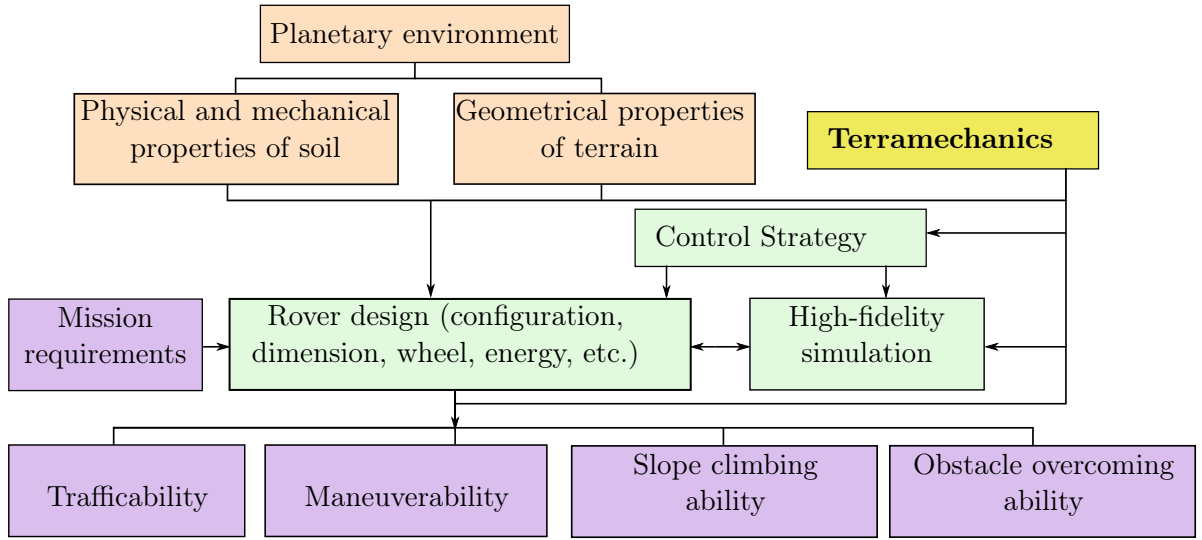 Planetary environment
Physical and mechanical
properties of soil
Geometrical properties
of terrain
Terramechanics
Control Strategy
Mission
requirements
Rover design (configuration,
dimension, wheel, energy, etc.)
High-fidelity
simulation
Trafficability
Maneuverability
Slope climbing
ability
Obstacle overcoming
ability